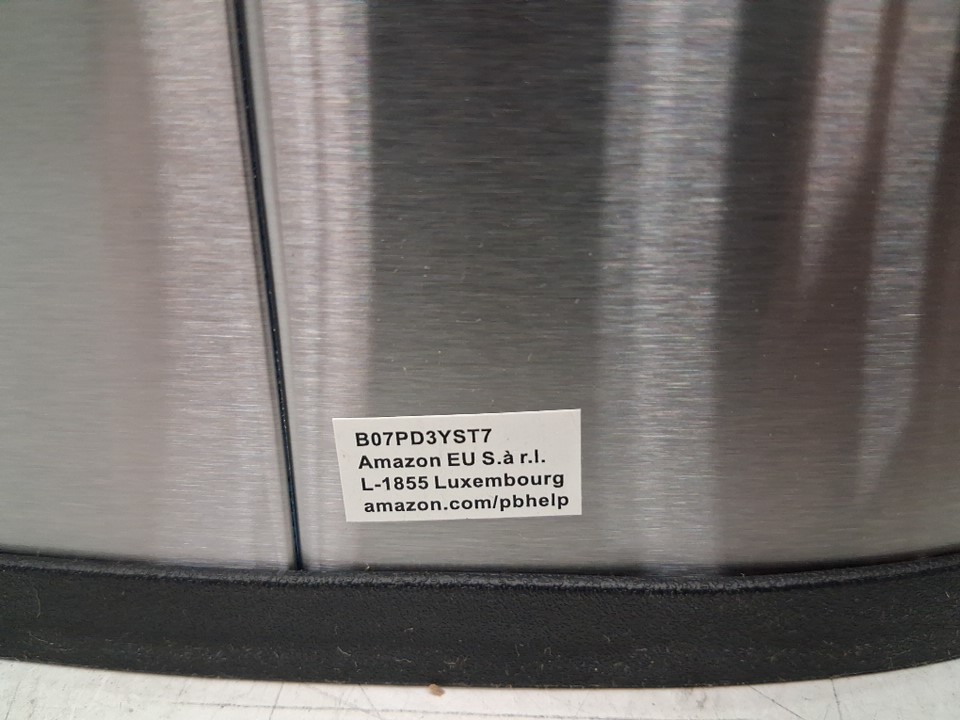 B07PD3YST7
Amazon EU S.à r.l.
L-1855 Luxembourg
amazon.com/pbhelp